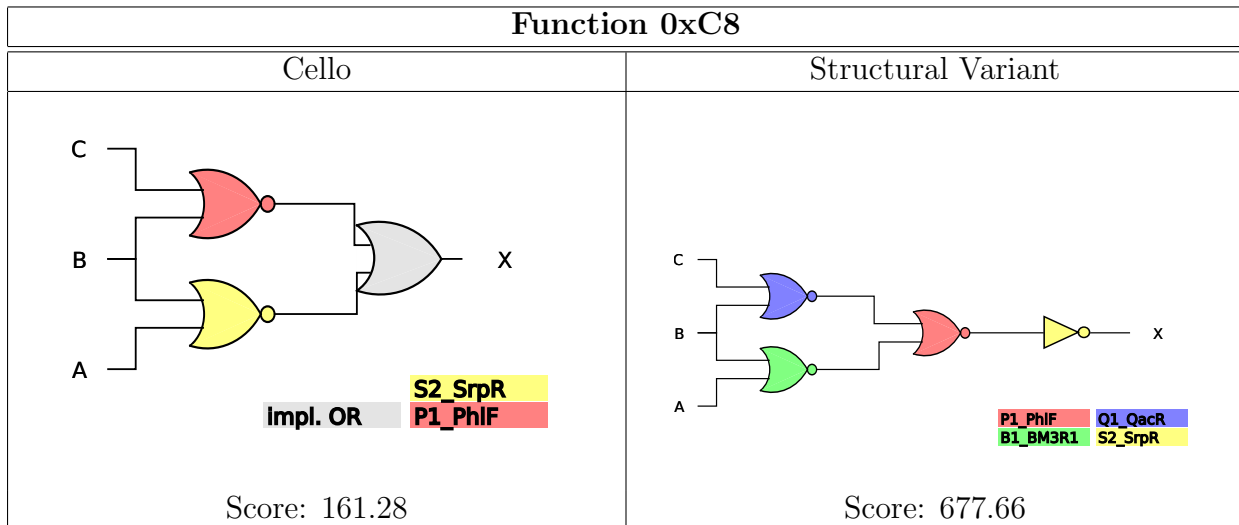 Function 0xC8
Cello
Structural Variant
C
B
A
X
S2_SrpR
impl. OR P1_PhlF
Score: 161.28
C
B
A
X
P1_PhlF Q1_QacR
B1_BM3R1 S2_SrpR
Score: 677.66